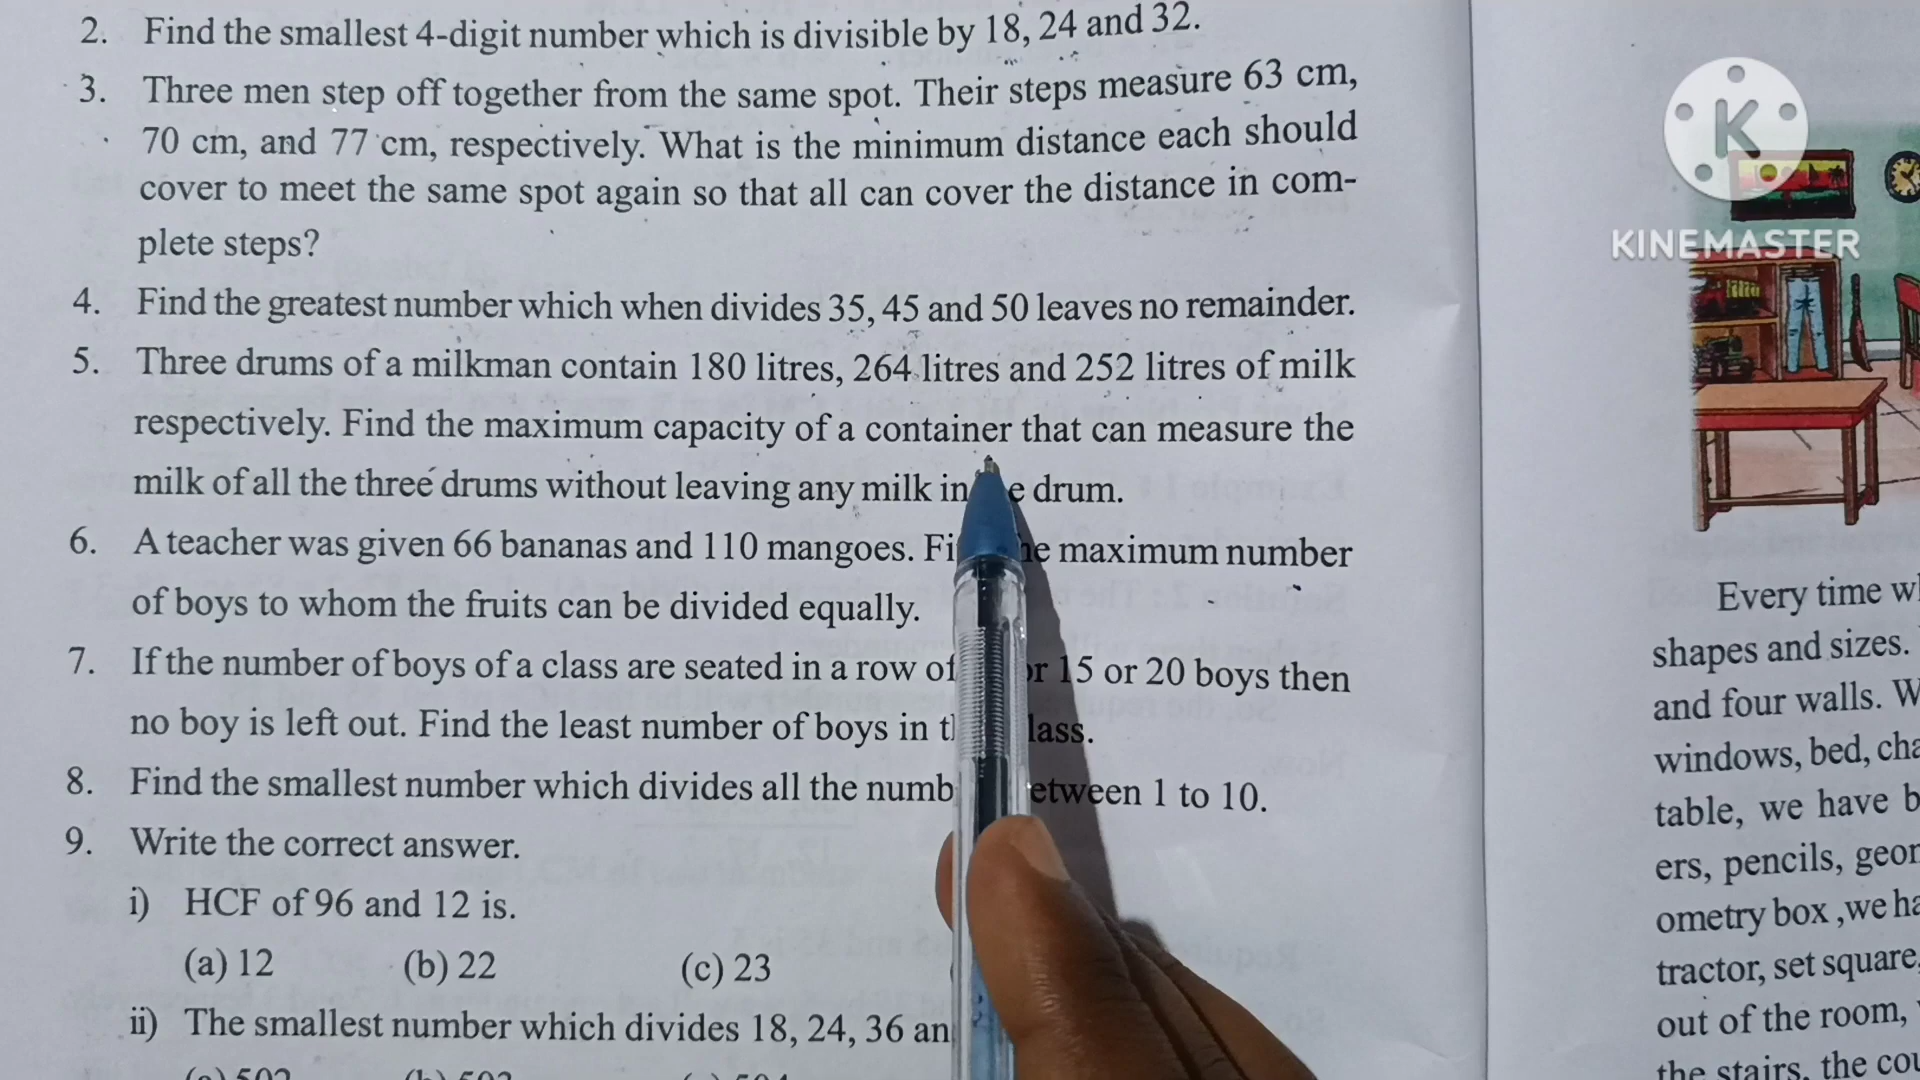 2. Find the smallest 4-digit number which is divisible by 18, 24 and 32.
3. Three men step off together from the same spot. Their steps measure 63 cm,
70 cm, and 77 cm, respectively. What is the minimum distance each should
cover to meet the same spot again so that all can cover the distance in com-
plete steps?
4. Find the greatest number which when divides 35, 45 and 50 leaves no remainder.
5. Three drums of a milkman contain 180 litres, 264 litres and 252 litres of milk
respectively. Find the maximum capacity of a container that can measure the
milk of all the three drums without leaving any milk in drum.
6. A teacher was given 66 bananas and 110 mangoes. maximum number
of boys to whom the fruits can be divided equally.
7. If the number of boys of a class are seated in a row of 15 or 20 boys then
no boy is left out. Find the least number of boys in
8. Find the smallest number which divides all the 1 to 10.
9. Write the correct answer.
i) HCF of 96 and 12 is.
(a) 12 (b) 22 (c) 23
ii) The smallest number which divides 18, 24, 36
K
KINEMASTER
Every time
shapes and sizes.
and four walls.
windows, bed,
table, we have
ers, pencils,
ometry box ,we
tractor, set square,
out of the room,
the stairs, the